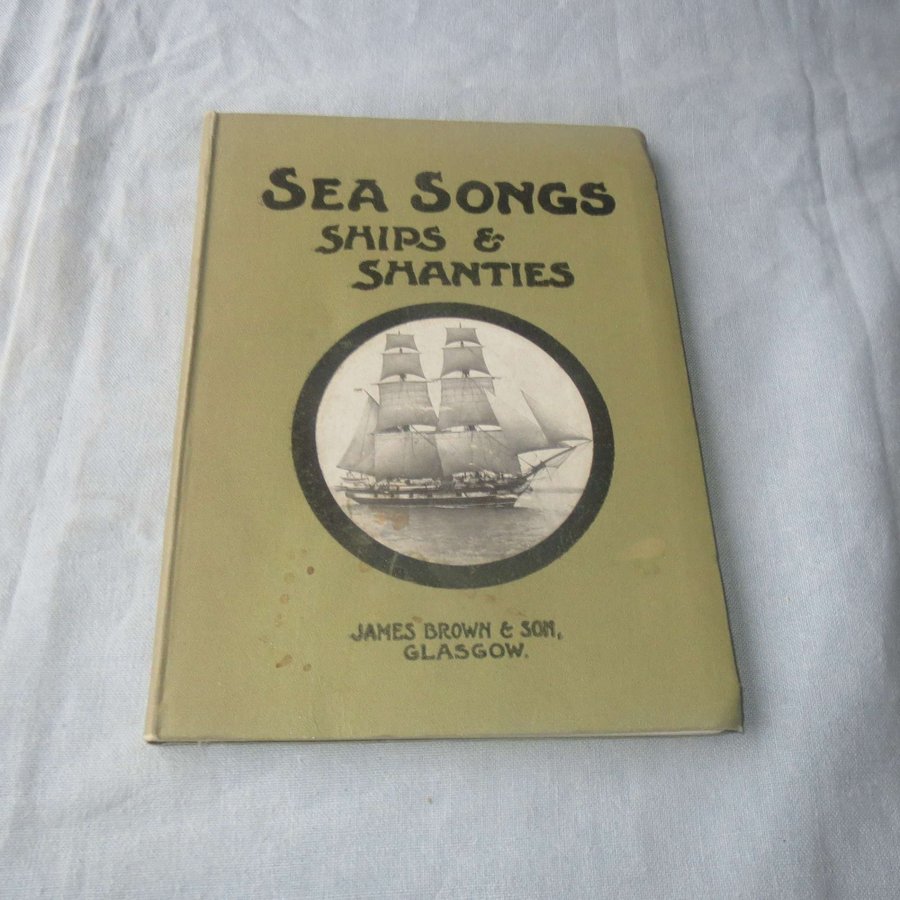 SEA SONGS
SHIPS &
SHANTIES
JAMES BROWN & SON,
GLASGOW.